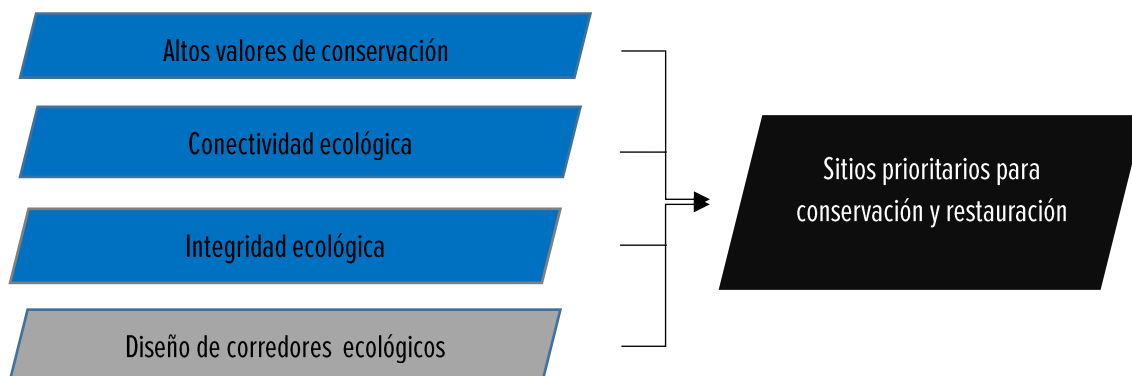 Altos valores de conservación
Conectividad ecológica
Integridad ecológica
Diseño de corredores ecológicos
Sitios prioritarios para
conservación y restauración